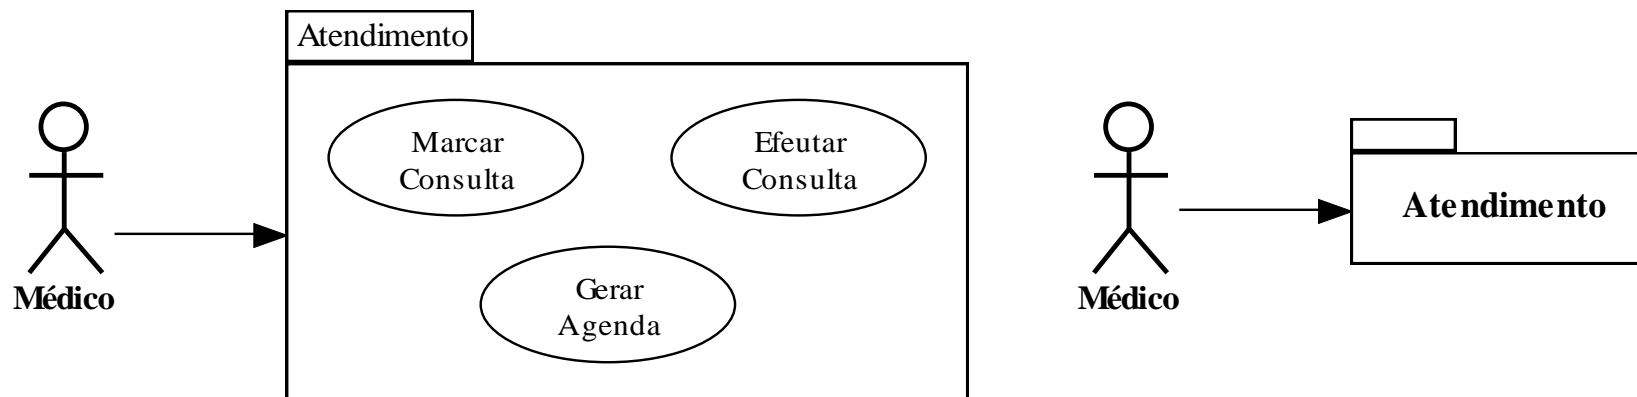 Atendimento
Marcar
Consulta
Efeutar
Consulta
Gerar
Agenda
Médico
Atendimento
Médico